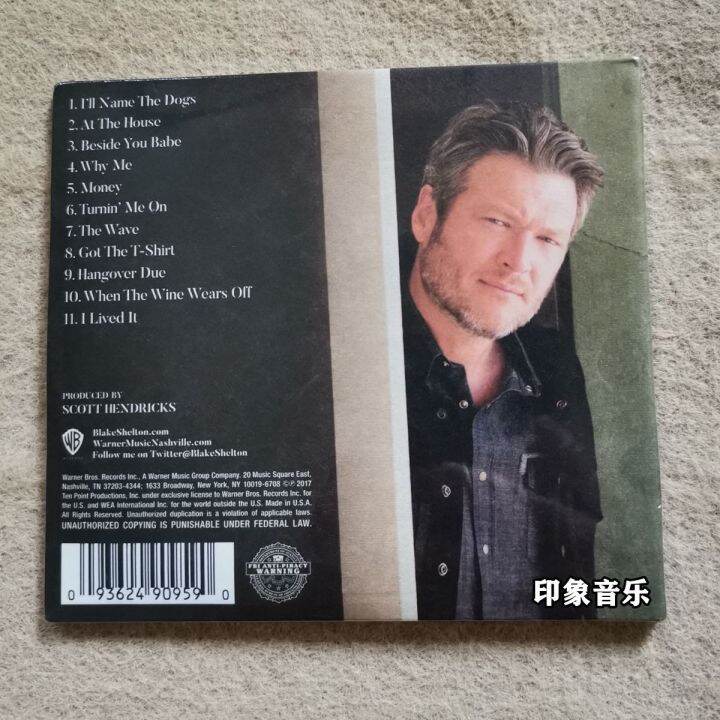 1. I'll Name The Dogs
2. At The House
3. Beside You Babe
4. Why Me
5. Money
6. Turnin' Me On
7. The Wave
8. Got The T-Shirt
9. Hangover Due
10. When The Wine Wears Off
11. I Lived It
PRODUCED BY
SCOTT HENDRICKS
WB
BlakeShelton.com
WarnerMusicNashville.com
Follow me on Twitter@BlakeShelton
Warner Bros. Records Inc., A Warner Music Group Company. 20 Music Square East,
Nashville, TN 37203-4344; 1633 Broadway, New York, NY 10019-6708 ©℗ 2017
Ten Point Productions, Inc. under exclusive license to Warner Bros. Records Inc. for
the U.S. and WEA International Inc. for the world outside the U.S. Made in U.S.A.
All Rights Reserved. Unauthorized duplication is a violation of applicable laws.
UNAUTHORIZED COPYING IS PUNISHABLE UNDER FEDERAL LAW.
0 93624 90959 0
FBI ANTI-PIRACY
WARNING
印象音乐